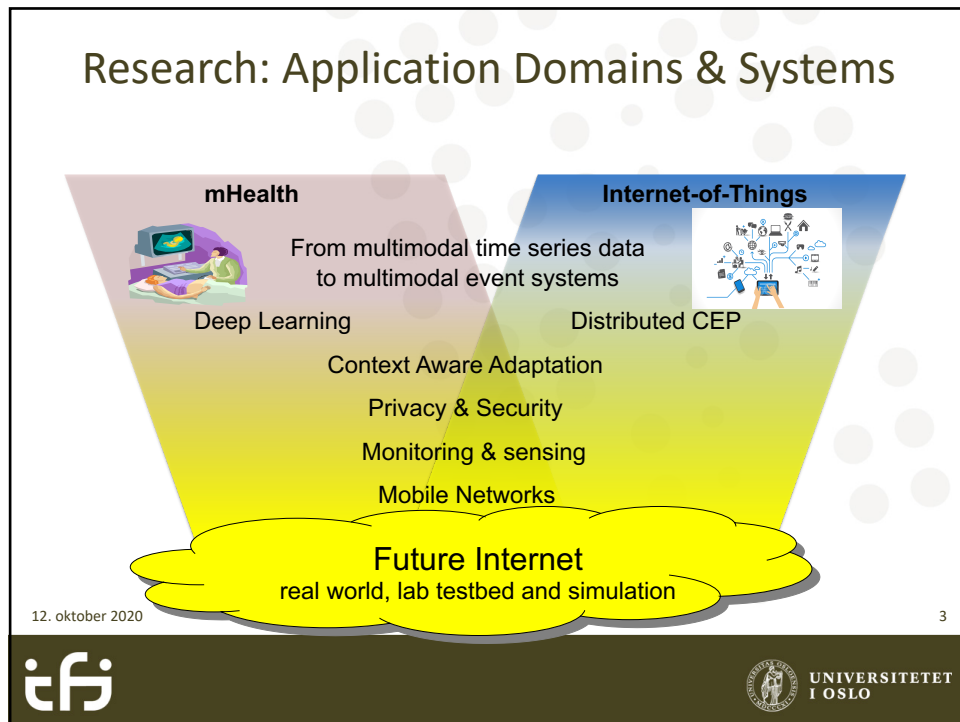 Research: Application Domains & Systems
mHealth
Internet-of-Things
From multimodal time series data
to multimodal event systems
Deep Learning
Distributed CEP
Context Aware Adaptation
Privacy & Security
Monitoring & sensing
Mobile Networks
Future Internet
real world, lab testbed and simulation
12. oktober 2020
3
ifi
UNIVERSITETET
I OSLO